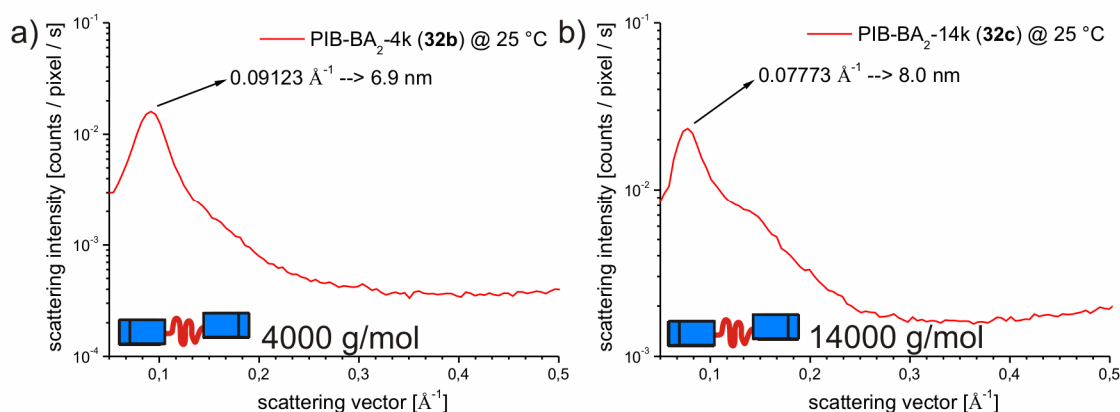 a)
PIB-BA₂-4k (32b) @ 25 °C
0.09123 Å⁻¹ --> 6.9 nm
scattering intensity [counts / pixel / s]
10⁻¹
10⁻²
10⁻³
10⁻⁴
4000 g/mol
0,1 0,2 0,3 0,4 0,5
scattering vector [Å⁻¹]
b)
PIB-BA₂-14k (32c) @ 25 °C
0.07773 Å⁻¹ --> 8.0 nm
scattering intensity [counts / pixel / s]
10⁻¹
10⁻²
10⁻³
14000 g/mol
0,1 0,2 0,3 0,4 0,5
scattering vector [Å⁻¹]